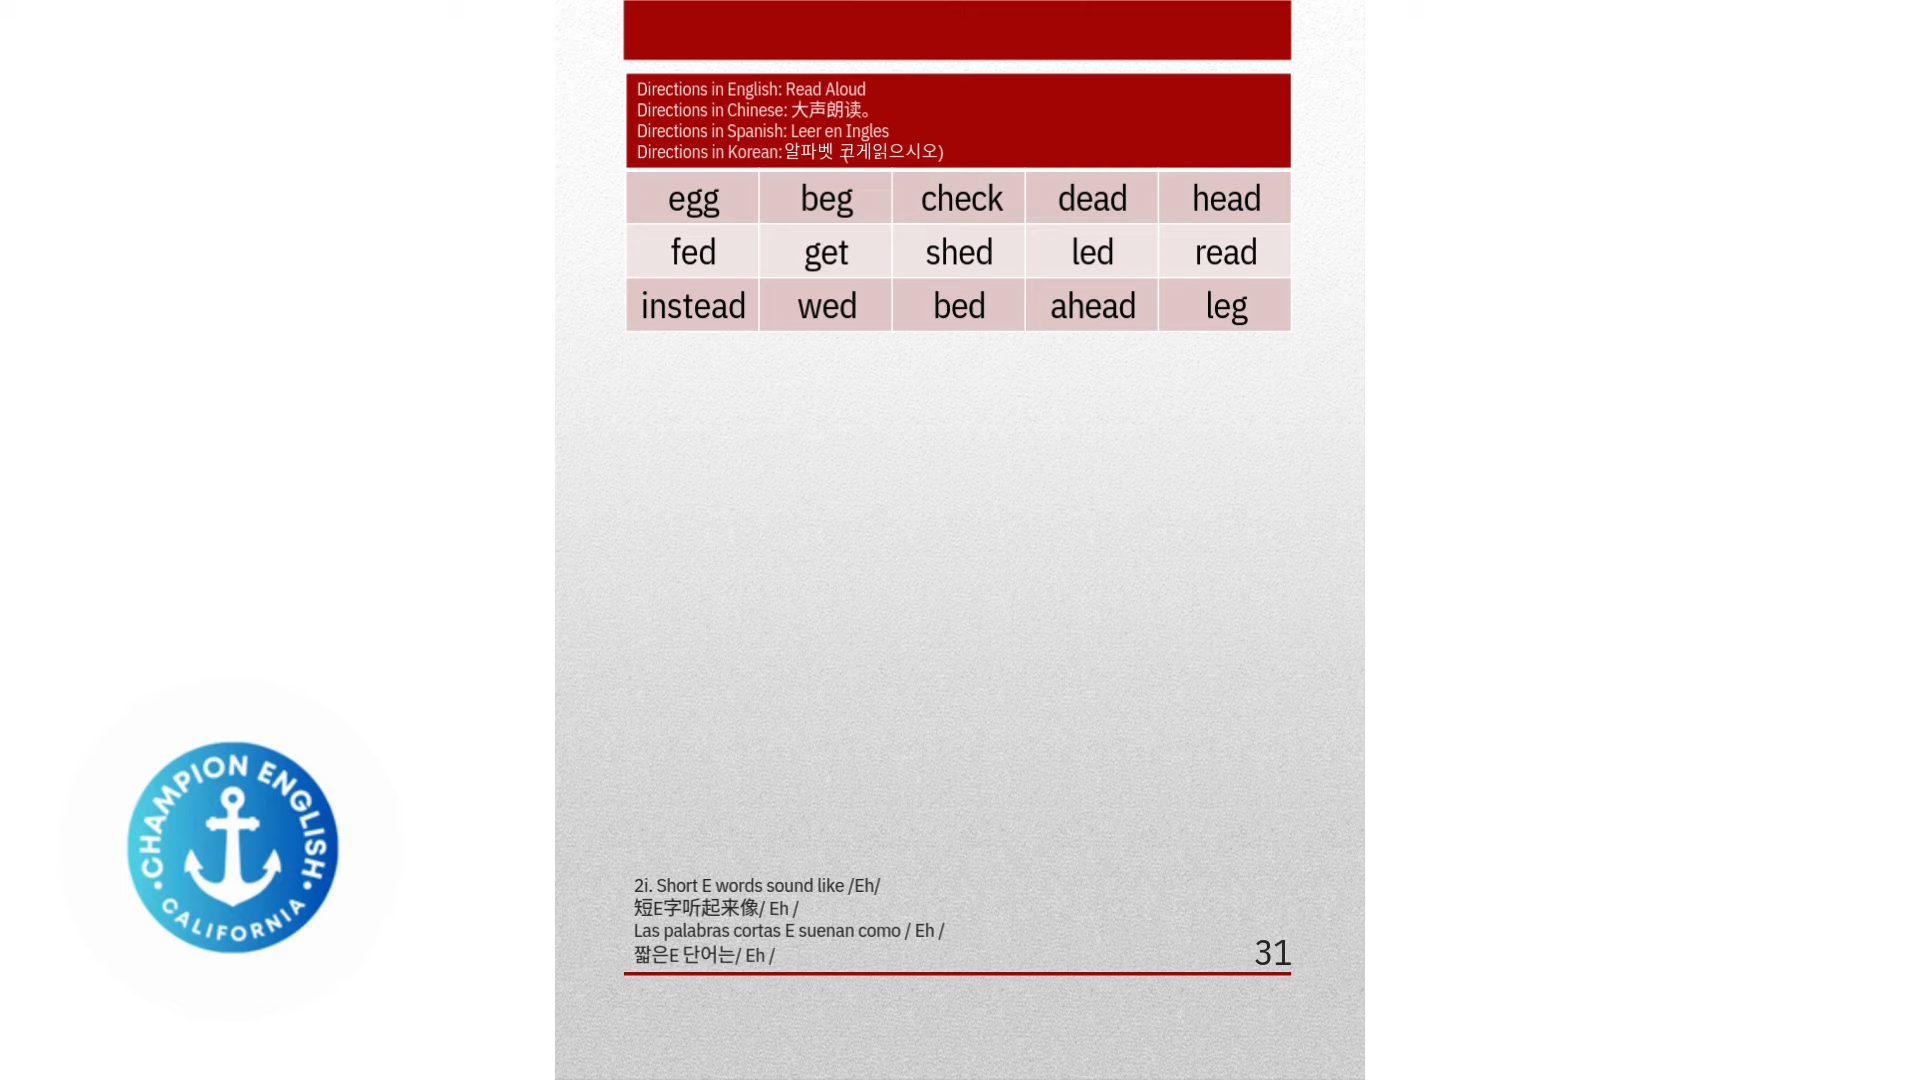 Directions in English: Read Aloud
Directions in Chinese: 大声朗读。
Directions in Spanish: Leer en Ingles
Directions in Korean: 알파벳 코게읽으시오)
egg beg check dead head
fed get shed led read
instead wed bed ahead leg
CHAMPION ENGLISH
CALIFORNIA
2i. Short E words sound like /Eh/
短E字听起来像/ Eh /
Las palabras cortas E suenan como / Eh /
짧은E 단어는/ Eh /
31